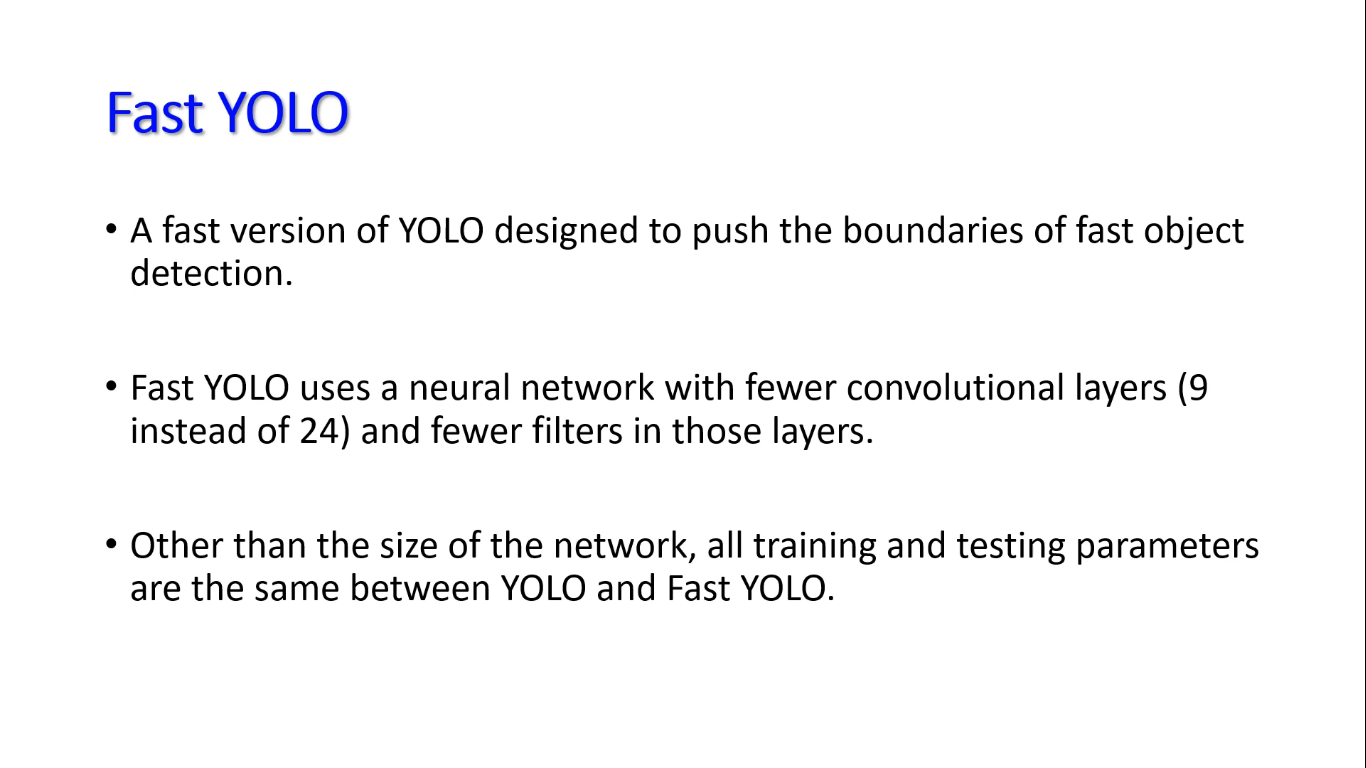 Fast YOLO
• A fast version of YOLO designed to push the boundaries of fast object
detection.
• Fast YOLO uses a neural network with fewer convolutional layers (9
instead of 24) and fewer filters in those layers.
• Other than the size of the network, all training and testing parameters
are the same between YOLO and Fast YOLO.